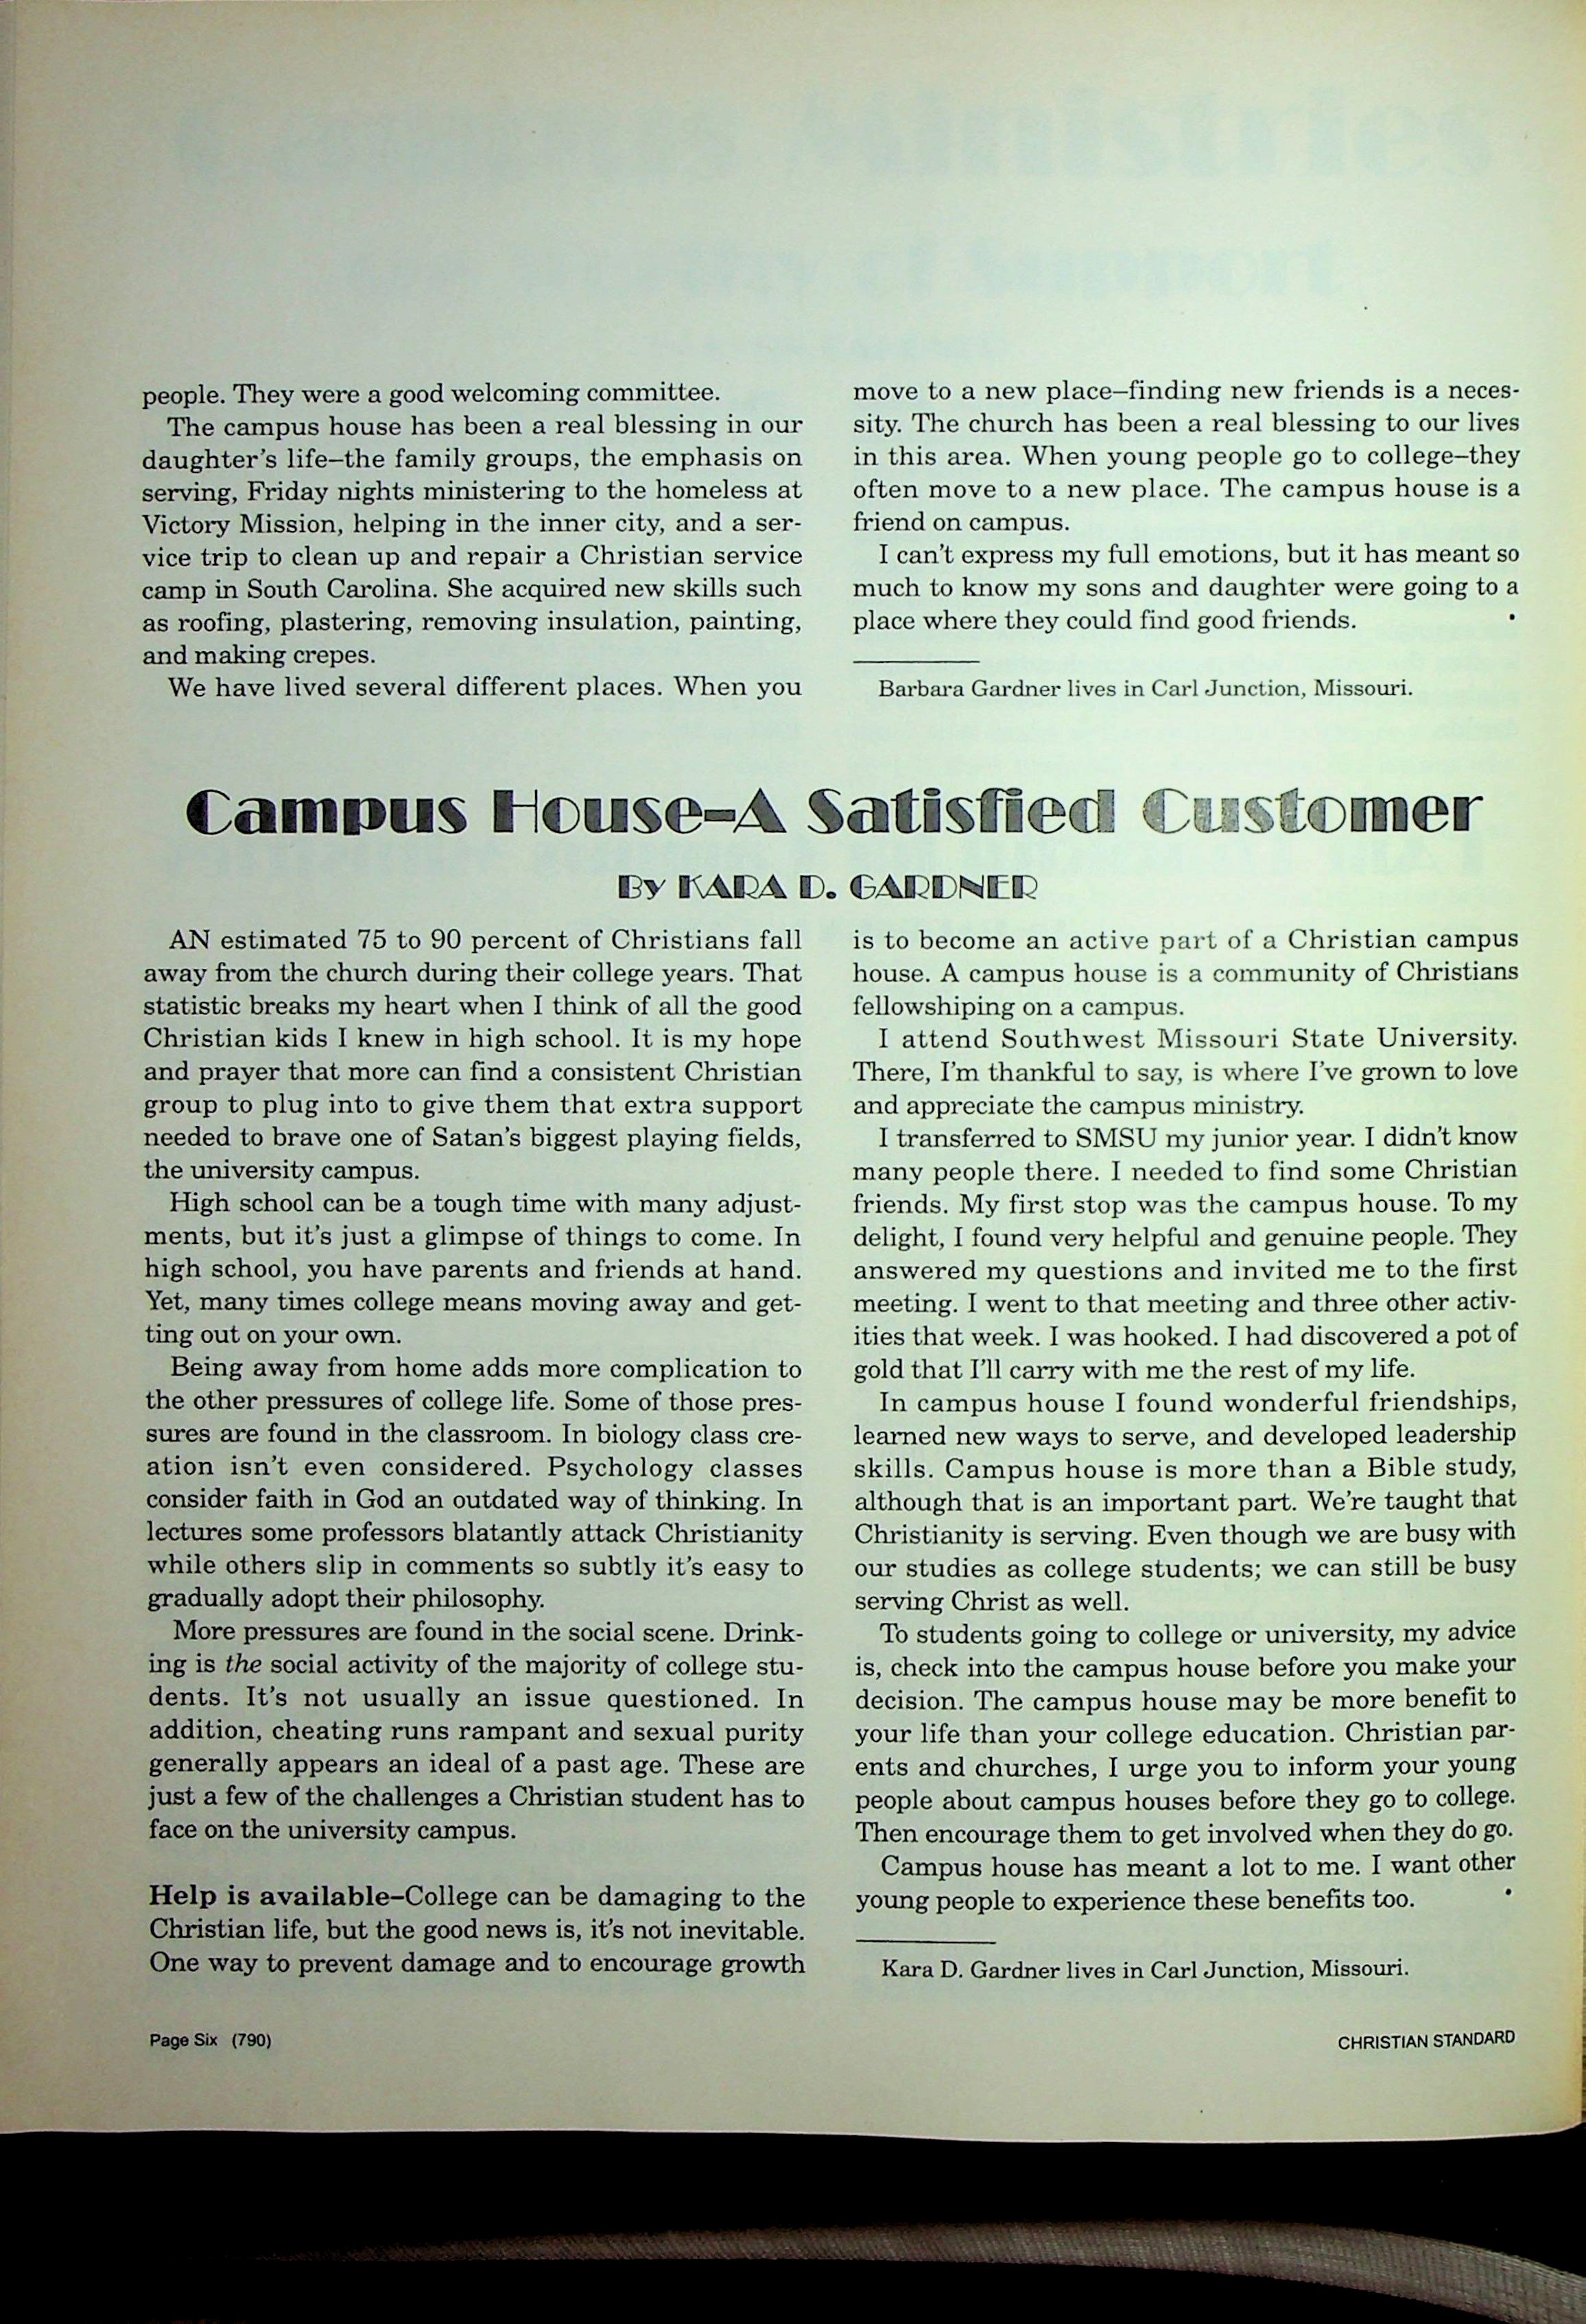 people. They were a good welcoming committee.
The campus house has been a real blessing in our
daughter's life–the family groups, the emphasis on
serving, Friday nights ministering to the homeless at
Victory Mission, helping in the inner city, and a ser-
vice trip to clean up and repair a Christian service
camp in South Carolina. She acquired new skills such
as roofing, plastering, removing insulation, painting,
and making crepes.
We have lived several different places. When you
move to a new place–finding new friends is a neces-
sity. The church has been a real blessing to our lives
in this area. When young people go to college–they
often move to a new place. The campus house is a
friend on campus.
I can't express my full emotions, but it has meant so
much to know my sons and daughter were going to a
place where they could find good friends. •
Barbara Gardner lives in Carl Junction, Missouri.
Campus House–A Satisfied Customer
By KARA D. GARDNER
AN estimated 75 to 90 percent of Christians fall
away from the church during their college years. That
statistic breaks my heart when I think of all the good
Christian kids I knew in high school. It is my hope
and prayer that more can find a consistent Christian
group to plug into to give them that extra support
needed to brave one of Satan's biggest playing fields,
the university campus.
High school can be a tough time with many adjust-
ments, but it's just a glimpse of things to come. In
high school, you have parents and friends at hand.
Yet, many times college means moving away and get-
ting out on your own.
Being away from home adds more complication to
the other pressures of college life. Some of those pres-
sures are found in the classroom. In biology class cre-
ation isn't even considered. Psychology classes
consider faith in God an outdated way of thinking. In
lectures some professors blatantly attack Christianity
while others slip in comments so subtly it's easy to
gradually adopt their philosophy.
More pressures are found in the social scene. Drink-
ing is the social activity of the majority of college stu-
dents. It's not usually an issue questioned. In
addition, cheating runs rampant and sexual purity
generally appears an ideal of a past age. These are
just a few of the challenges a Christian student has to
face on the university campus.
Help is available–College can be damaging to the
Christian life, but the good news is, it's not inevitable.
One way to prevent damage and to encourage growth
is to become an active part of a Christian campus
house. A campus house is a community of Christians
fellowshiping on a campus.
I attend Southwest Missouri State University.
There, I'm thankful to say, is where I've grown to love
and appreciate the campus ministry.
I transferred to SMSU my junior year. I didn't know
many people there. I needed to find some Christian
friends. My first stop was the campus house. To my
delight, I found very helpful and genuine people. They
answered my questions and invited me to the first
meeting. I went to that meeting and three other activ-
ities that week. I was hooked. I had discovered a pot of
gold that I'll carry with me the rest of my life.
In campus house I found wonderful friendships,
learned new ways to serve, and developed leadership
skills. Campus house is more than a Bible study,
although that is an important part. We're taught that
Christianity is serving. Even though we are busy with
our studies as college students; we can still be busy
serving Christ as well.
To students going to college or university, my advice
is, check into the campus house before you make your
decision. The campus house may be more benefit to
your life than your college education. Christian par-
ents and churches, I urge you to inform your young
people about campus houses before they go to college.
Then encourage them to get involved when they do go.
Campus house has meant a lot to me. I want other
young people to experience these benefits too. •
Kara D. Gardner lives in Carl Junction, Missouri.
Page Six (790)
CHRISTIAN STANDARD